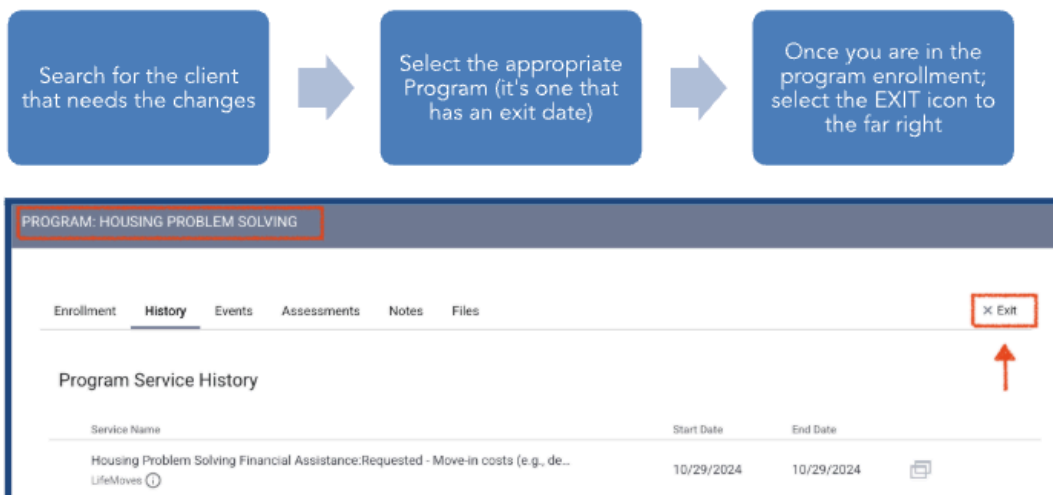 Search for the client
that needs the changes
Select the appropriate
Program (it's one that
has an exit date)
Once you are in the
program enrollment;
select the EXIT icon to
the far right
PROGRAM: HOUSING PROBLEM SOLVING
Enrollment History Events Assessments Notes Files × Exit
Program Service History
Service Name Start Date End Date
Housing Problem Solving Financial Assistance:Requested - Move-in costs (e.g., de...
10/29/2024 10/29/2024
LifeMoves